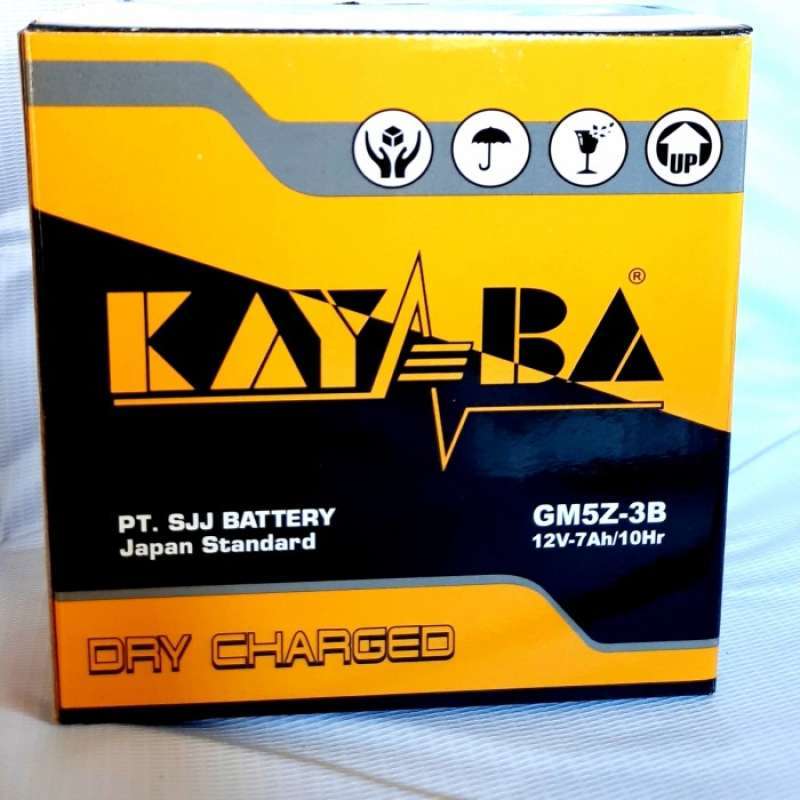 UP
KAYABA®
PT. SJJ BATTERY
Japan Standard
GM5Z-3B
12V-7Ah/10Hr
DRY CHARGED